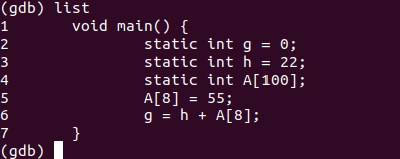 (gdb) list
1       void main() {
2               static int g = 0;
3               static int h = 22;
4               static int A[100];
5               A[8] = 55;
6               g = h + A[8];
7       }
(gdb)